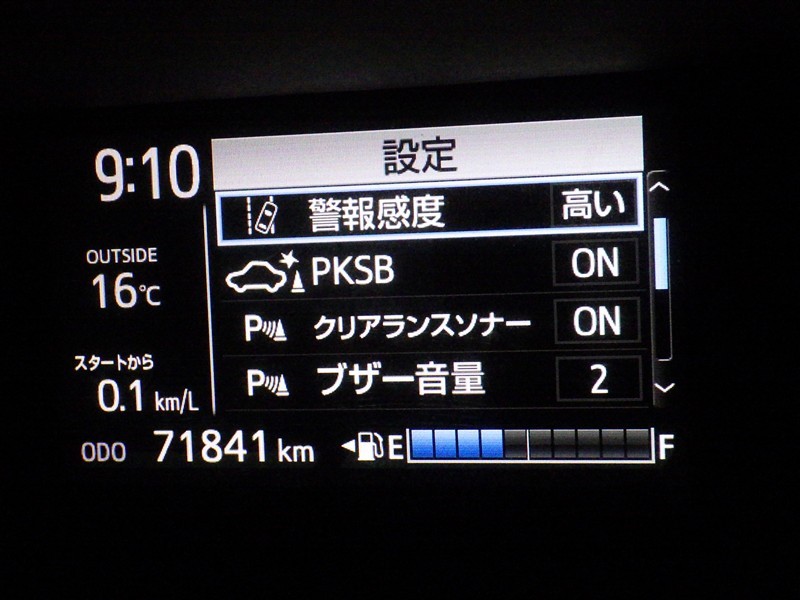 9:10
設定
警報感度 高い
OUTSIDE
16℃
PKSB ON
P クリアランスソナー ON
スタートから
0.1 km/L
P ブザー音量 2
ODO 71841 km E F